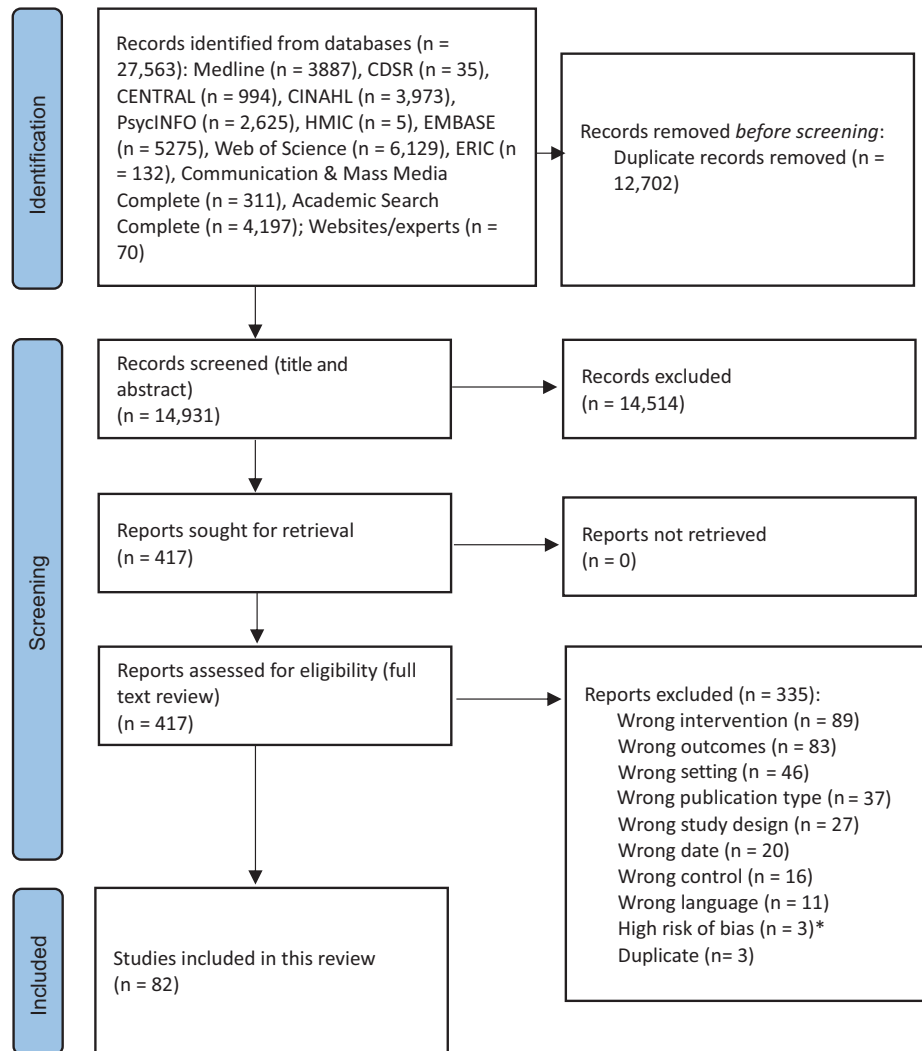 Identification
Records identified from databases (n =
27,563): Medline (n = 3887), CDSR (n = 35),
CENTRAL (n = 994), CINAHL (n = 3,973),
PsycINFO (n = 2,625), HMIC (n = 5), EMBASE
(n = 5275), Web of Science (n = 6,129), ERIC (n
= 132), Communication & Mass Media
Complete (n = 311), Academic Search
Complete (n = 4,197); Websites/experts (n =
70)
Records removed before screening:
Duplicate records removed (n =
12,702)
Screening
Records screened (title and
abstract)
(n = 14,931)
Records excluded
(n = 14,514)
Reports sought for retrieval
(n = 417)
Reports not retrieved
(n = 0)
Reports assessed for eligibility (full
text review)
(n = 417)
Reports excluded (n = 335):
Wrong intervention (n = 89)
Wrong outcomes (n = 83)
Wrong setting (n = 46)
Wrong publication type (n = 37)
Wrong study design (n = 27)
Wrong date (n = 20)
Wrong control (n = 16)
Wrong language (n = 11)
High risk of bias (n = 3)*
Duplicate (n= 3)
Included
Studies included in this review
(n = 82)